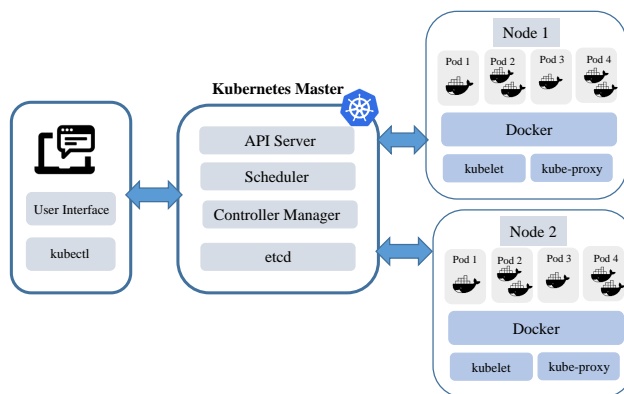 Kubernetes Master
User Interface
kubectl
API Server
Scheduler
Controller Manager
etcd
Node 1
Pod 1 Pod 2 Pod 3 Pod 4
Docker
kubelet kube-proxy
Node 2
Pod 1 Pod 2 Pod 3 Pod 4
Docker
kubelet kube-proxy